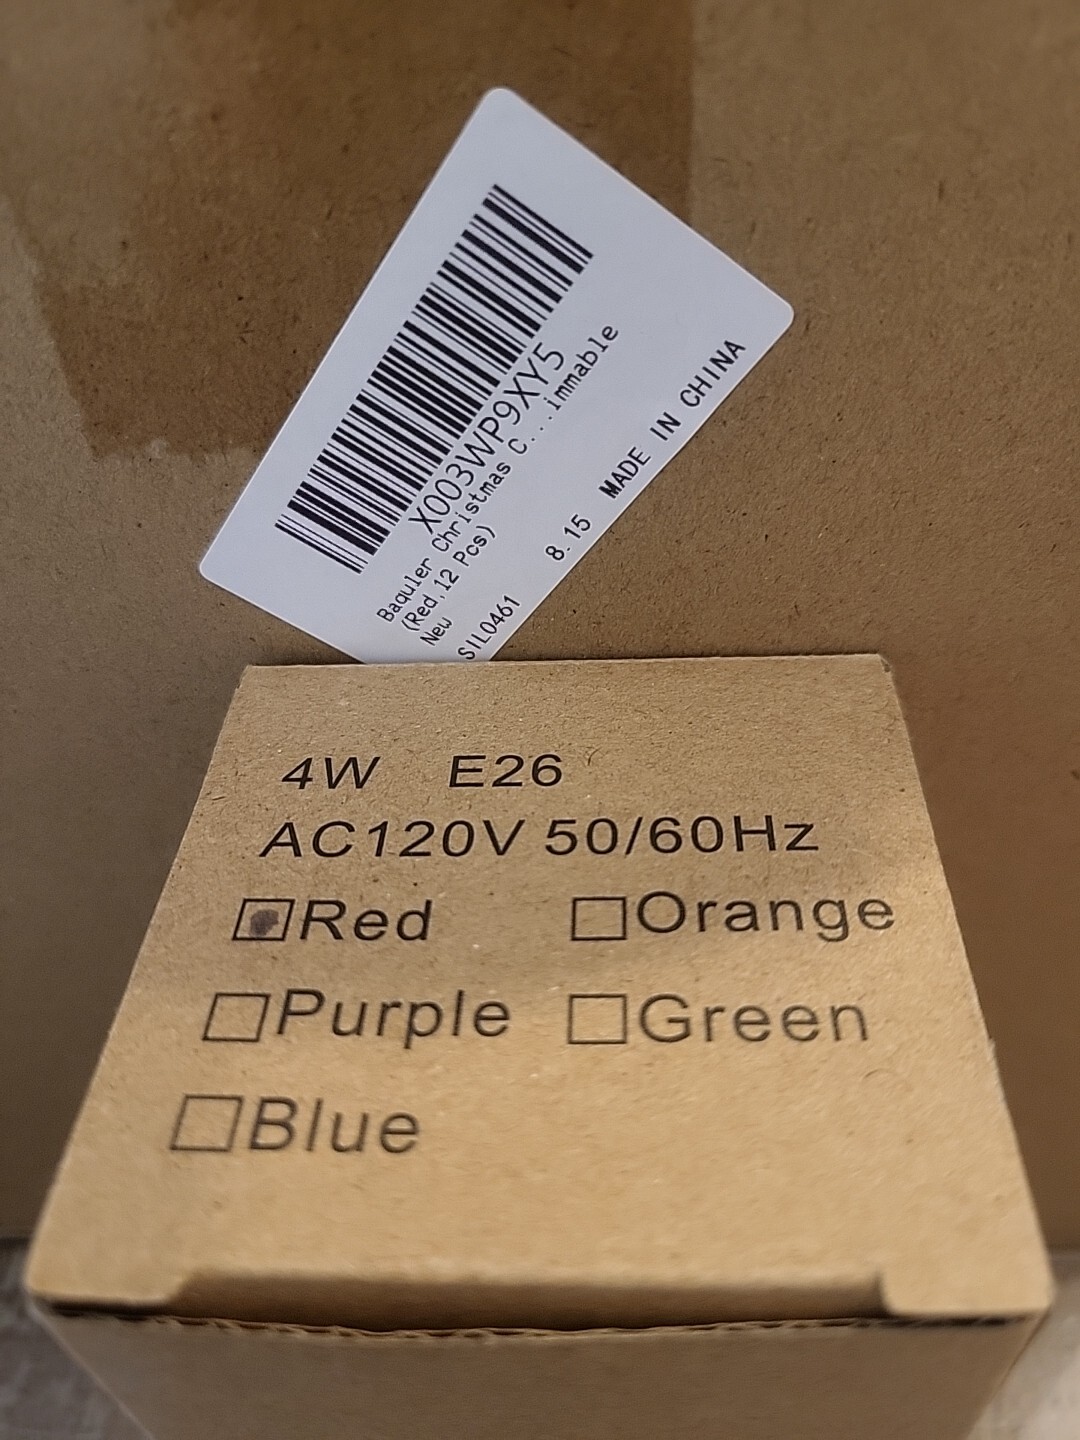 X003WP9XY5
Baquler Christmas C...immable
(Red,12 Pcs)
New
SIL0461 8.15 MADE IN CHINA
4W E26
AC120V 50/60Hz
Red Orange
Purple Green
Blue